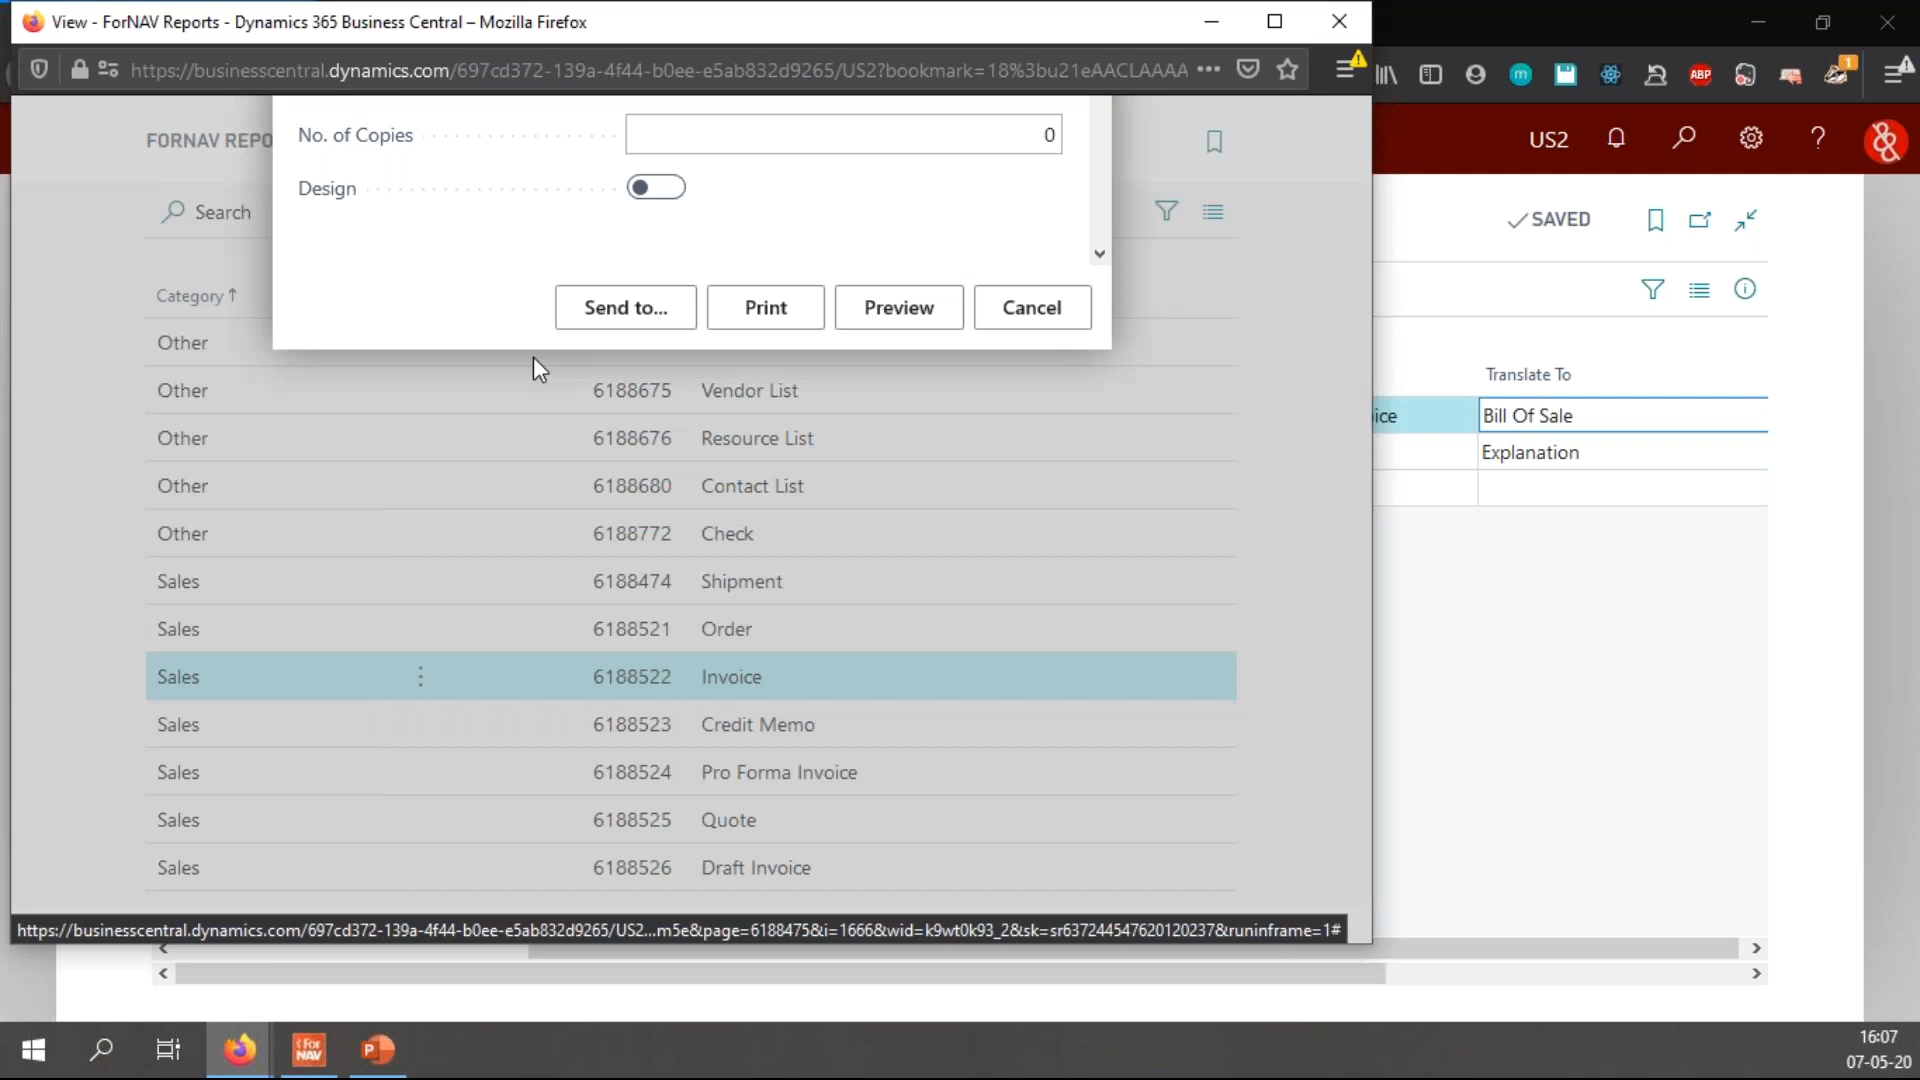 View - ForNAV Reports - Dynamics 365 Business Central – Mozilla Firefox
https://businesscentral.dynamics.com/697cd372-139a-4f44-b0ee-e5ab832d9265/US2?bookmark=18%3bu21eAACLAAAA
ABP
1
FORNAV REPO
No. of Copies
0
US2
Design
Search
SAVED
Category
Send to...
Print
Preview
Cancel
Other
Other 6188675 Vendor List
Translate To
ice
Bill Of Sale
Other 6188676 Resource List
Explanation
Other 6188680 Contact List
Other 6188772 Check
Sales 6188474 Shipment
Sales 6188521 Order
Sales 6188522 Invoice
Sales 6188523 Credit Memo
Sales 6188524 Pro Forma Invoice
Sales 6188525 Quote
Sales 6188526 Draft Invoice
https://businesscentral.dynamics.com/697cd372-139a-4f44-b0ee-e5ab832d9265/US2...m5e&page=6188475&i=1666&wid=k9wt0k93_2&sk=sr637244547620120237&runinframe=1#
For
NAV
P
16:07
07-05-20